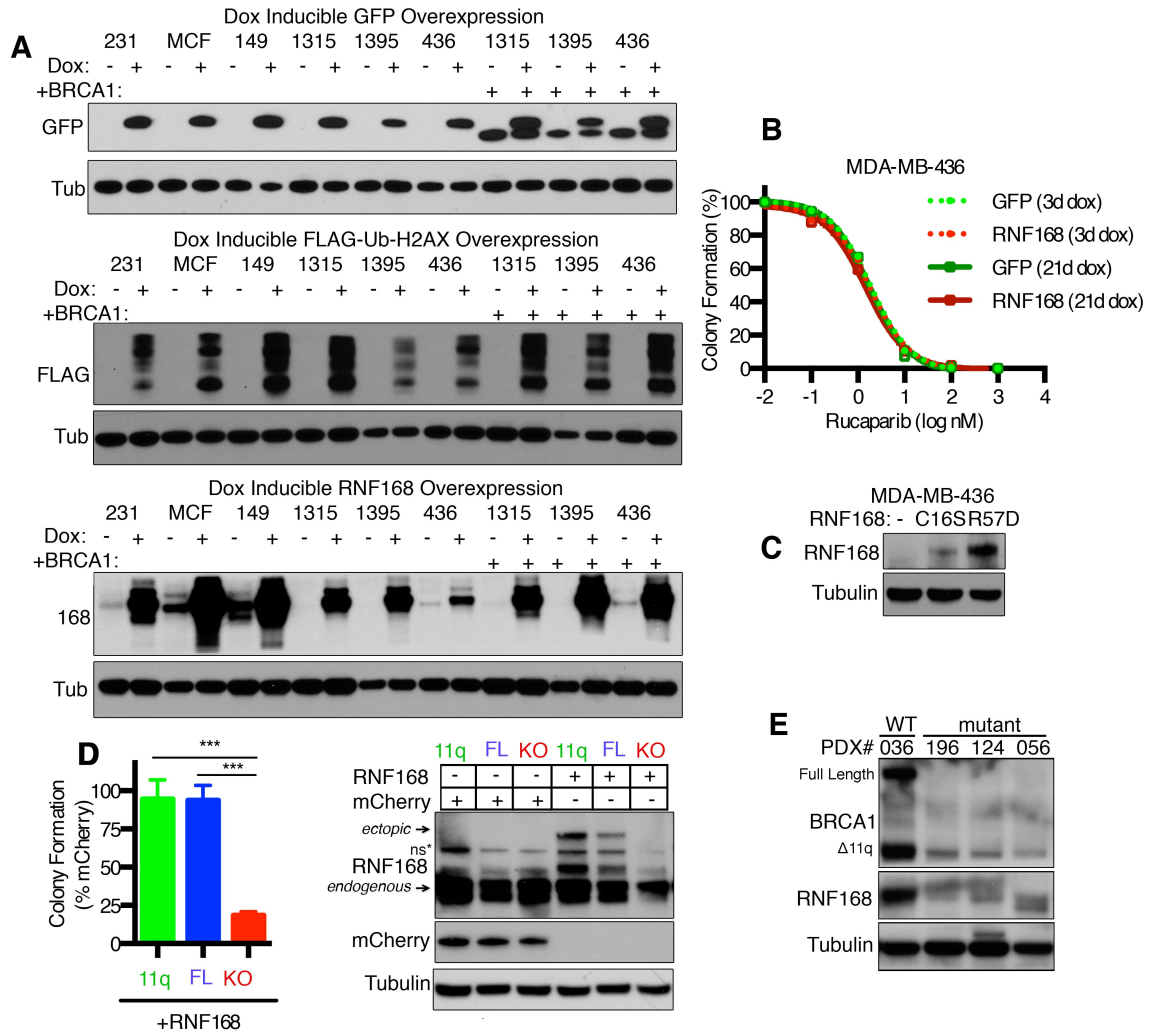 A
Dox Inducible GFP Overexpression
231 MCF 149 1315 1395 436 1315 1395 436
Dox: - + - + - + - + - + - + - + - + - +
+BRCA1: + + + + + +
GFP
Tub
Dox Inducible FLAG-Ub-H2AX Overexpression
231 MCF 149 1315 1395 436 1315 1395 436
Dox: - + - + - + - + - + - + - + - + - +
+BRCA1: + + + + + +
FLAG
Tub
Dox Inducible RNF168 Overexpression
231 MCF 149 1315 1395 436 1315 1395 436
Dox: - + - + - + - + - + - + - + - + - +
+BRCA1: + + + + + +
168
Tub
B
MDA-MB-436
Colony Formation (%)
100
80
60
40
20
0
-2 -1 0 1 2 3 4
Rucaparib (log nM)
GFP (3d dox)
RNF168 (3d dox)
GFP (21d dox)
RNF168 (21d dox)
C
MDA-MB-436
RNF168: - C16S R57D
RNF168
Tubulin
D
***
***
Colony Formation
(% mCherry)
100
75
50
25
0
11q FL KO
+RNF168
11q FL KO 11q FL KO
RNF168 - - - + + +
mCherry + + + - - -
ectopic →
ns*
RNF168
endogenous →
mCherry
Tubulin
E
WT mutant
PDX# 036 196 124 056
Full Length
BRCA1
Δ11q
RNF168
Tubulin